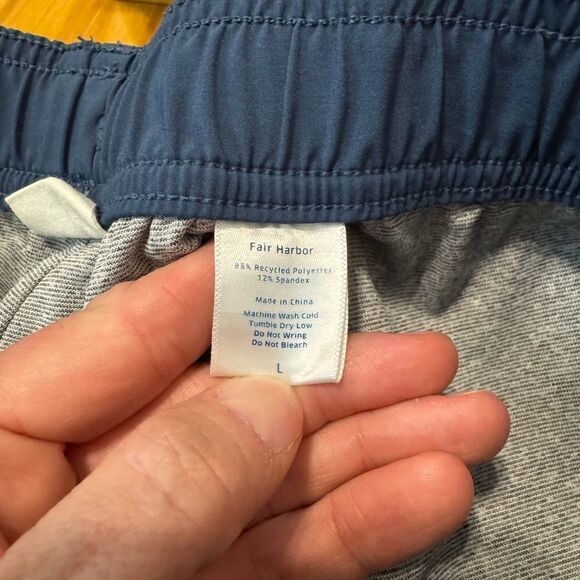 Fair Harbor
88% Recycled Polyester
12% Spandex
Made in China
Machine Wash Cold
Tumble Dry Low
Do Not Wring
Do Not Bleach
L